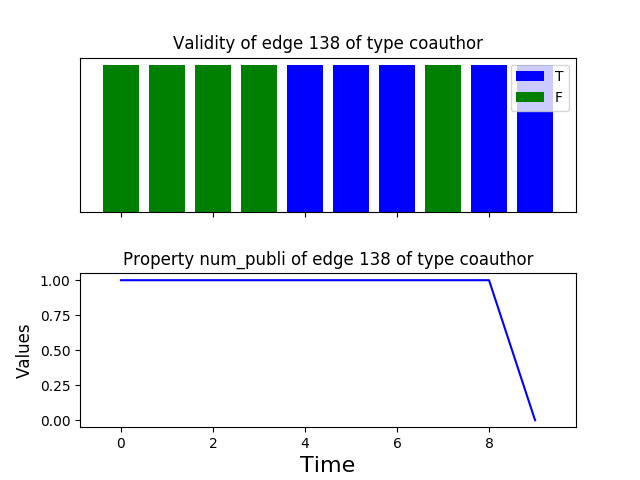 Validity of edge 138 of type coauthor
T
F
Property num_publi of edge 138 of type coauthor
1.00
0.75
0.50
0.25
0.00
Values
0 2 4 6 8
Time